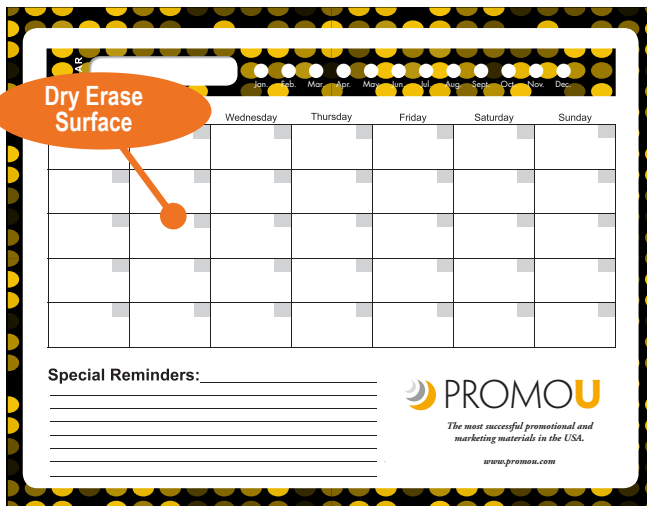 AR
Jan. Feb. Mar. Apr. May Jun. Jul. Aug. Sept. Oct. Nov. Dec.
Dry Erase
Surface
Wednesday Thursday Friday Saturday Sunday
Special Reminders:
PROMOU
The most successful promotional and
marketing materials in the USA.
www.promou.com